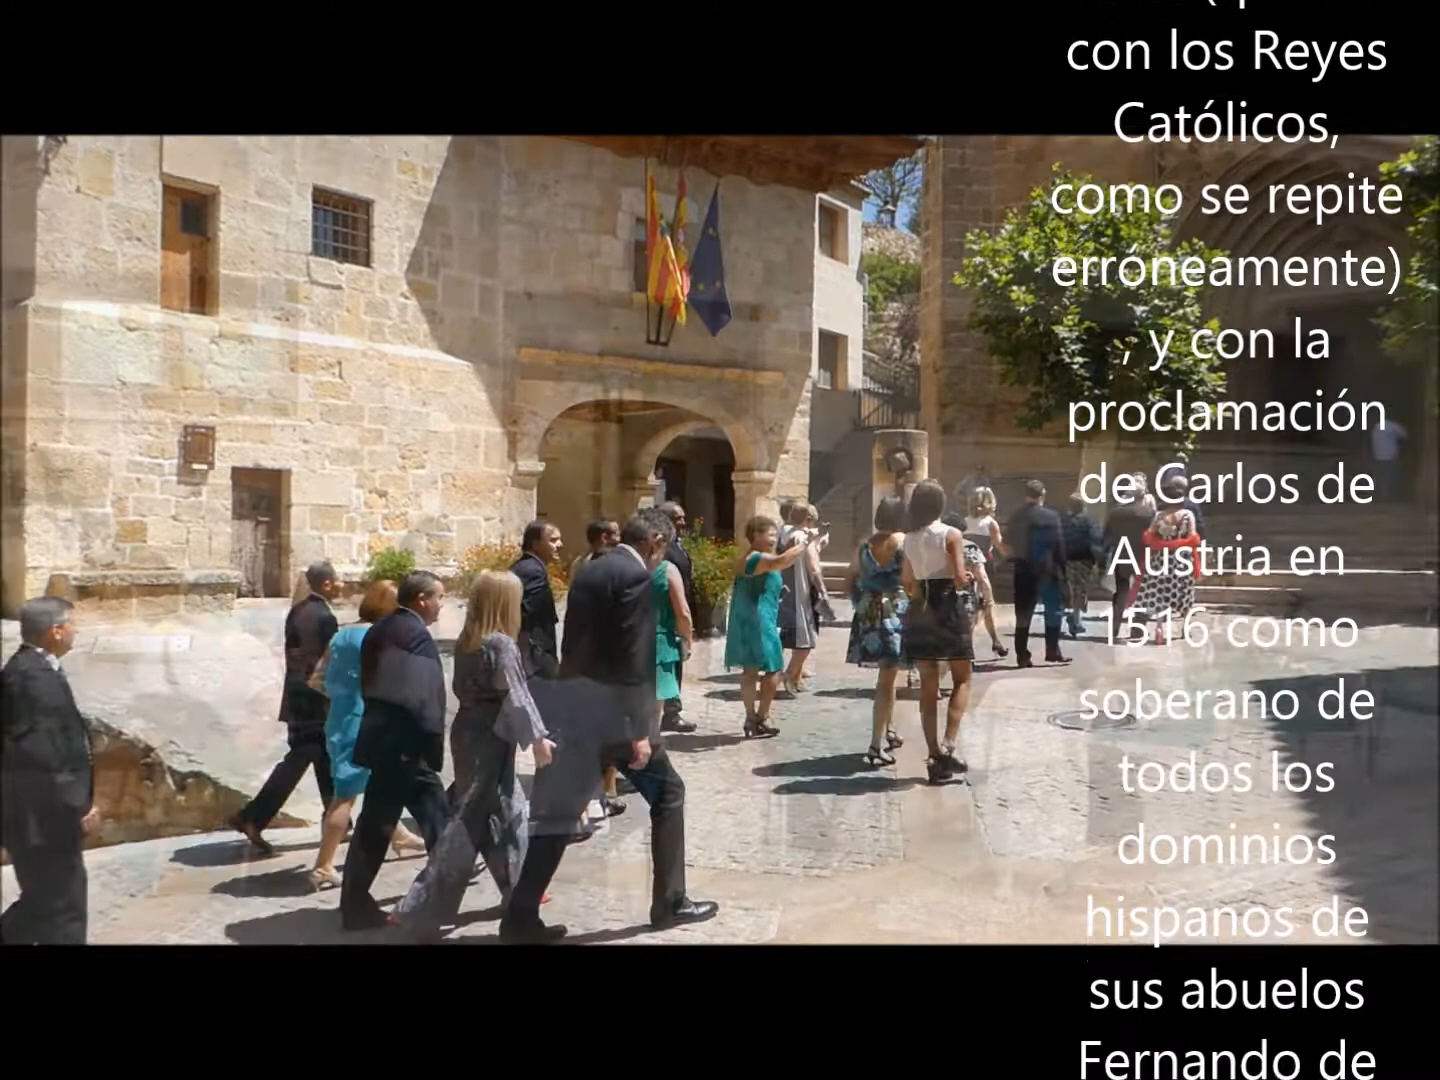 con los Reyes
Católicos,
como se repite
erróneamente)
, y con la
proclamación
de Carlos de
Austria en
1516 como
soberano de
todos los
dominios
hispanos de
sus abuelos
Fernando de